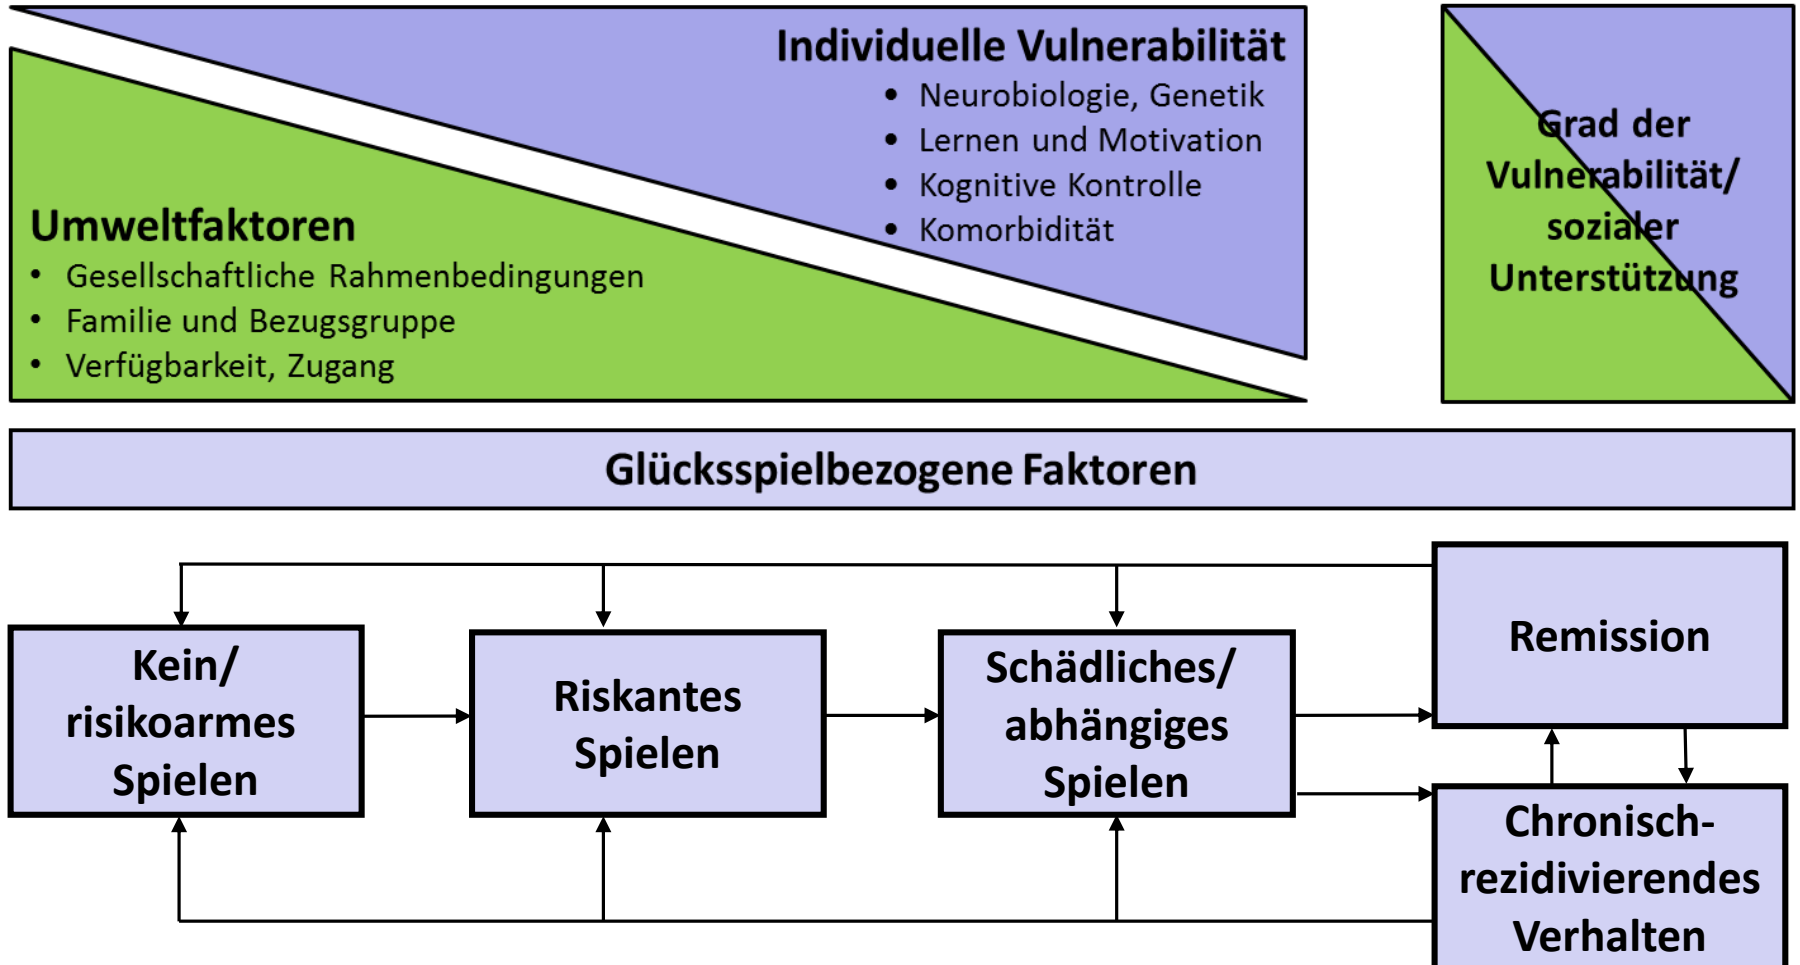 Individuelle Vulnerabilität
• Neurobiologie, Genetik
• Lernen und Motivation
• Kognitive Kontrolle
• Komorbidität
Umweltfaktoren
• Gesellschaftliche Rahmenbedingungen
• Familie und Bezugsgruppe
• Verfügbarkeit, Zugang
Grad der
Vulnerabilität/
sozialer
Unterstützung
Glücksspielbezogene Faktoren
Kein/
risikoarmes
Spielen
Riskantes
Spielen
Schädliches/
abhängiges
Spielen
Remission
Chronisch-
rezidivierendes
Verhalten